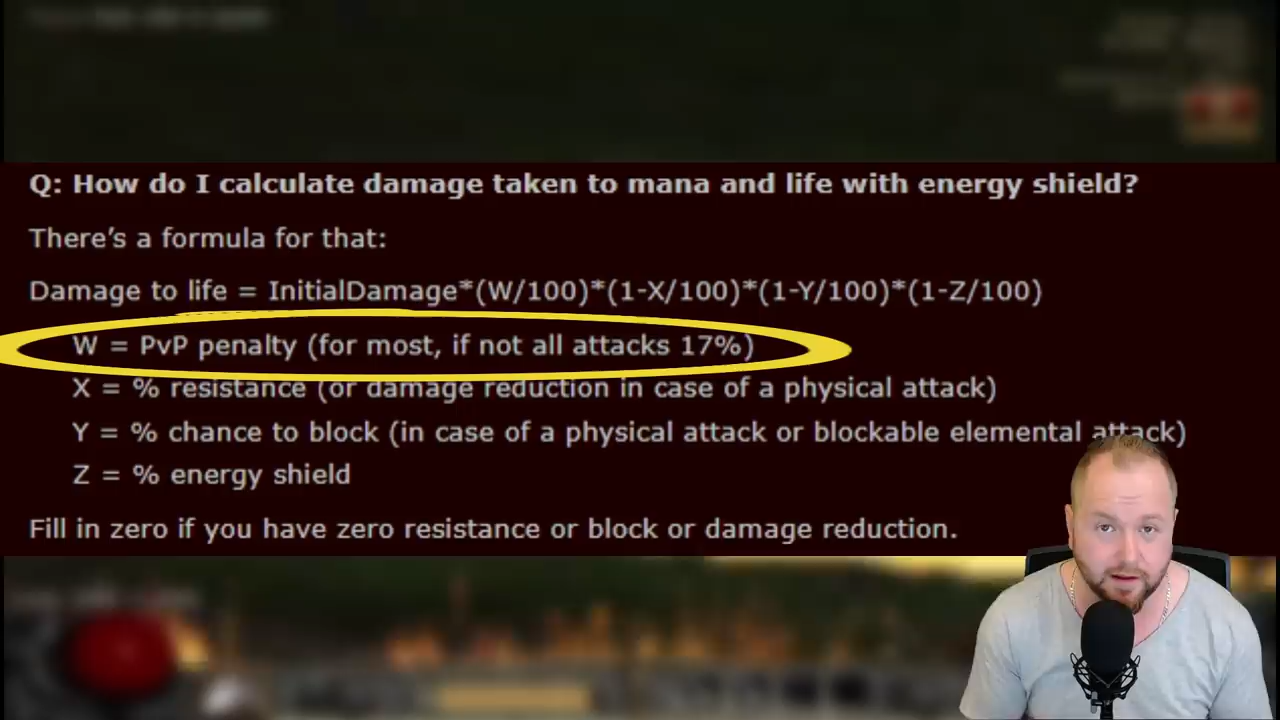 Q: How do I calculate damage taken to mana and life with energy shield?
There's a formula for that:
Damage to life = InitialDamage*(W/100)*(1-X/100)*(1-Y/100)*(1-Z/100)
W = PvP penalty (for most, if not all attacks 17%)
X = % resistance (or damage reduction in case of a physical attack)
Y = % chance to block (in case of a physical attack or blockable elemental attack)
Z = % energy shield
Fill in zero if you have zero resistance or block or damage reduction.